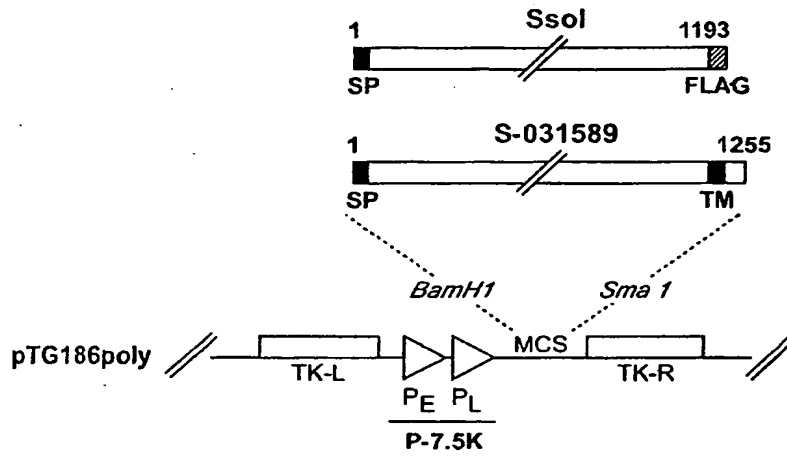 Ssol
1 1193
SP FLAG
S-031589
1 1255
SP TM
BamH1 Sma 1
pTG186poly MCS
TK-L PE PL TK-R
P-7.5K